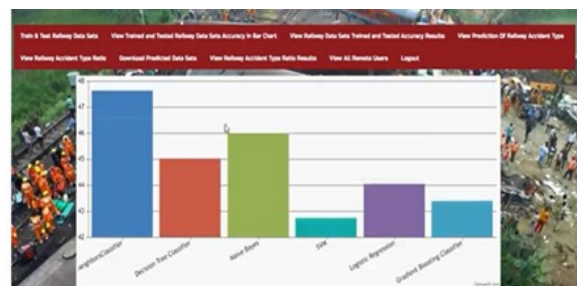 Train & Test Railway Data Sets View Trained and Tested Railway Data Sets Accuracy in Bar Chart View Railway Data Sets Trained and Tested Accuracy Results View Prediction Of Railway Accident Type
View Railway Accident Type Ratio Download Predicted Data Sets View Railway Accident Type Ratio Results View All Remote Users Logout
48
47
46
45
44
43
42
eighborsClassifier
Decision Tree Classifier
Naive Bayes
SVM
Logistic Regression
Gradient Boosting Classifier